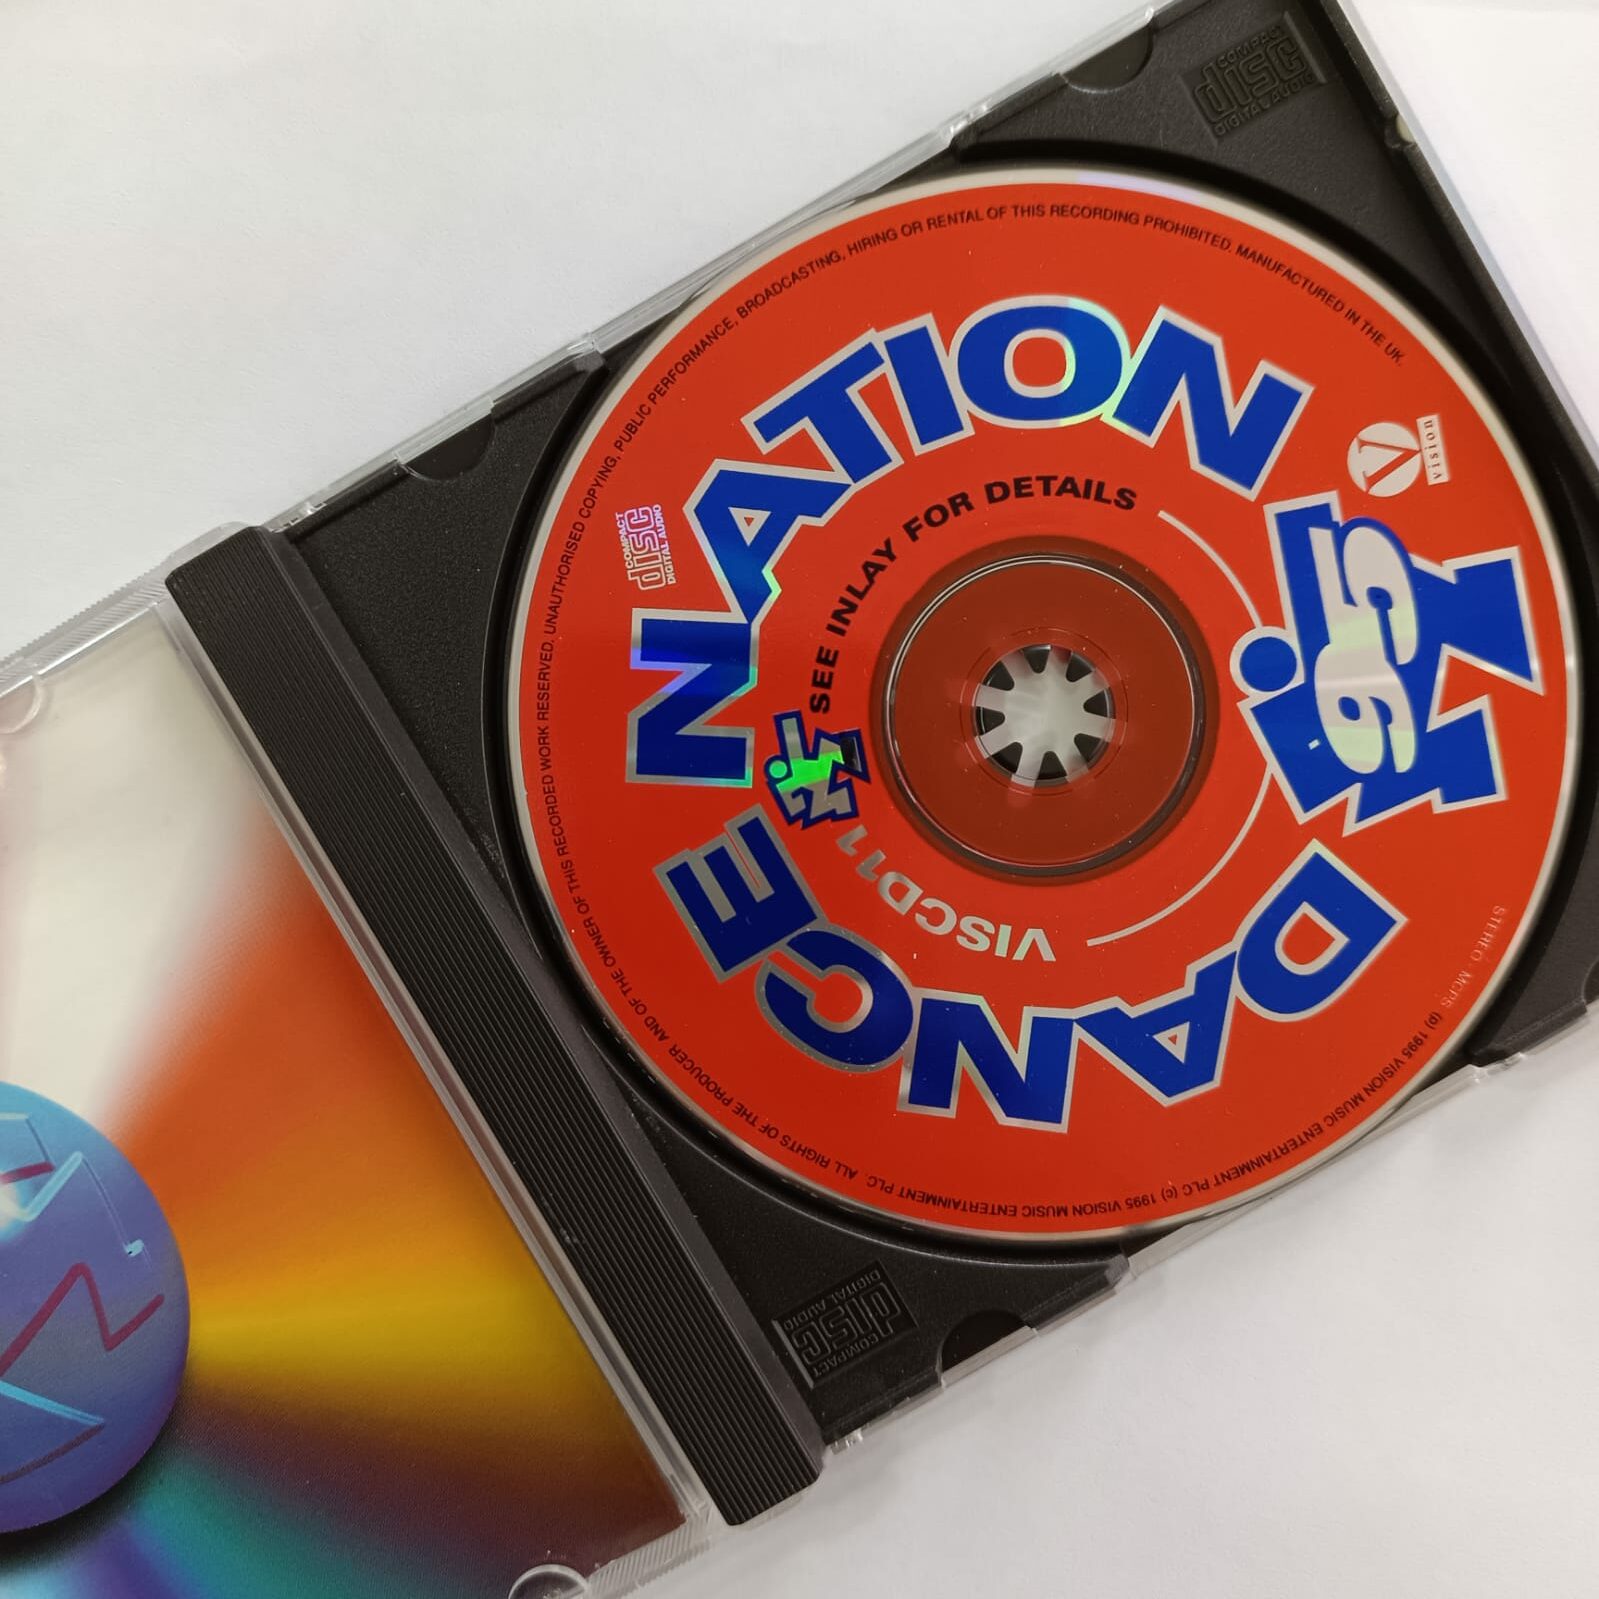 COMPACT
disc
DIGITAL AUDIO
ALL RIGHTS OF THE PRODUCER AND OF THE OWNER OF THIS RECORDED WORK RESERVED. UNAUTHORISED COPYING, PUBLIC PERFORMANCE, BROADCASTING, HIRING OR RENTAL OF THIS RECORDING PROHIBITED. MANUFACTURED IN THE UK.
V
vision
COMPACT
disc
DIGITAL AUDIO
DANCE NATION
95
SEE INLAY FOR DETAILS
VISCD11
STEREO MCPS
(p) 1995 VISION MUSIC ENTERTAINMENT PLC (c) 1995 VISION MUSIC ENTERTAINMENT PLC.
COMPACT
disc
DIGITAL AUDIO